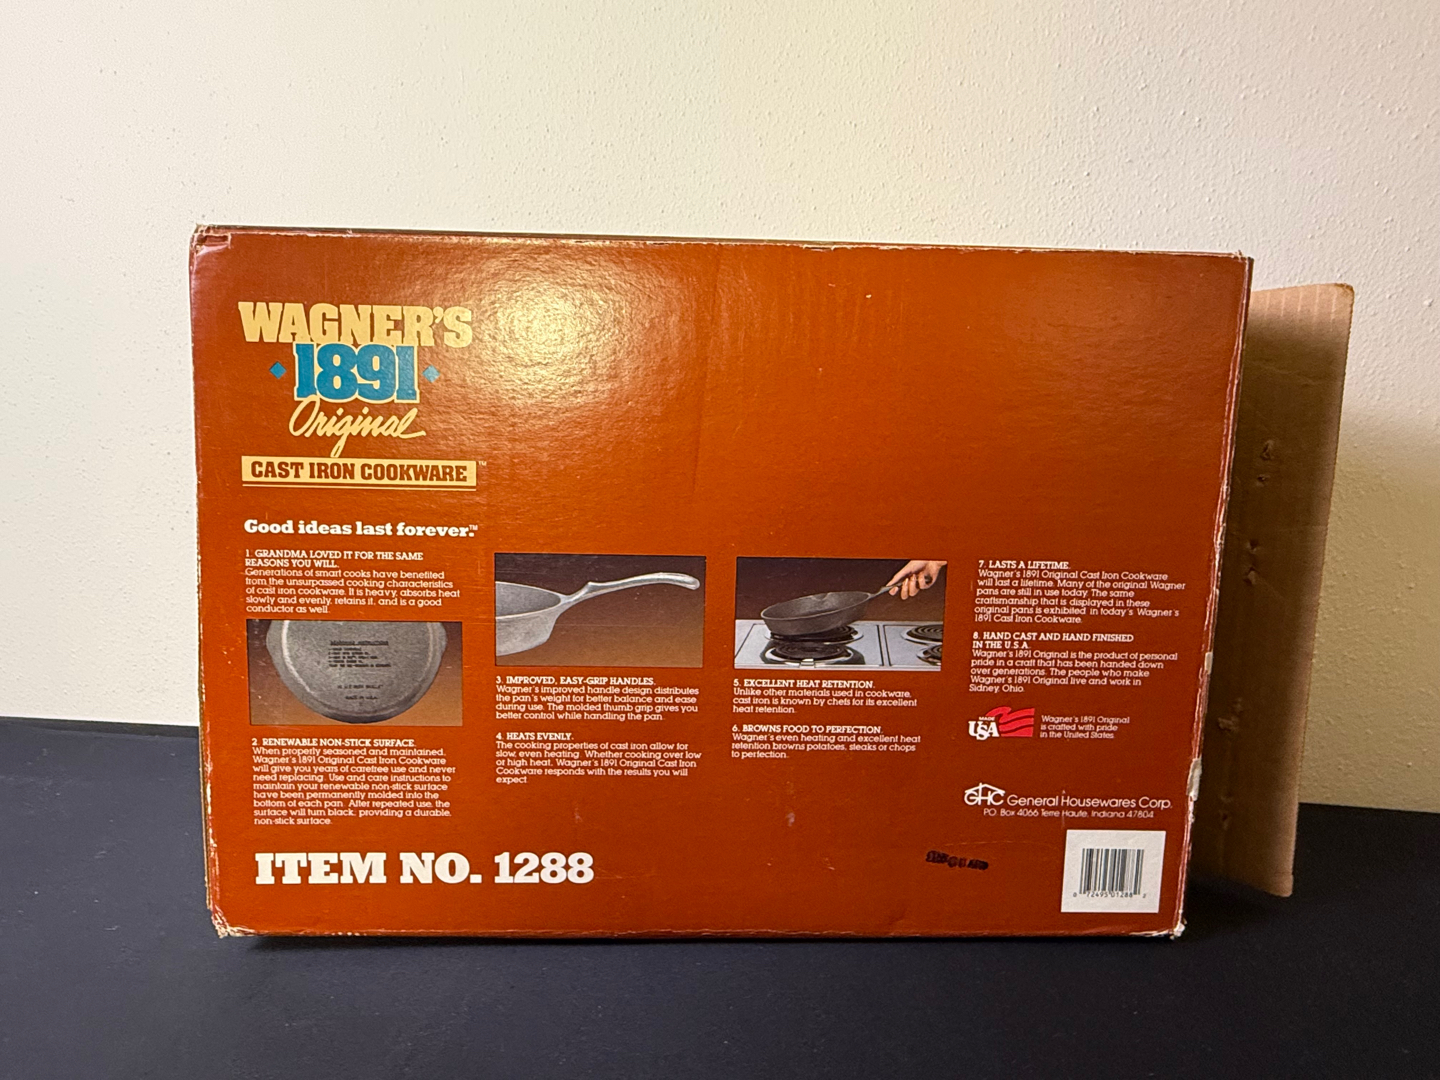 WAGNER'S
1891
Original
CAST IRON COOKWARE™
Good ideas last forever.™
1. GRANDMA LOVED IT FOR THE SAME
REASONS YOU WILL.
Generations of smart cooks have benefited
from the unsurpassed cooking characteristics
of cast iron cookware. It is heavy, absorbs heat
slowly and evenly, retains it, and is a good
conductor as well.
MADE IN U.S.A.
2. RENEWABLE NON-STICK SURFACE.
When properly seasoned and maintained,
Wagner's 1891 Original Cast Iron Cookware
will give you years of carefree use and never
need replacing. Use and care instructions to
maintain your renewable non-stick surface
have been permanently molded into the
bottom of each pan. After repeated use, the
surface will turn black, providing a durable,
non-stick surface.
3. IMPROVED, EASY-GRIP HANDLES.
Wagner's improved handle design distributes
the pan's weight for better balance and ease
during use. The molded thumb grip gives you
better control while handling the pan.
4. HEATS EVENLY.
The cooking properties of cast iron allow for
slow, even heating. Whether cooking over low
or high heat, Wagner's 1891 Original Cast Iron
Cookware responds with the results you will
expect.
5. EXCELLENT HEAT RETENTION.
Unlike other materials used in cookware,
cast iron is known by chefs for its excellent
heat retention.
6. BROWNS FOOD TO PERFECTION.
Wagner's even heating and excellent heat
retention browns potatoes, steaks or chops
to perfection.
7. LASTS A LIFETIME.
Wagner's 1891 Original Cast Iron Cookware
will last a lifetime. Many of the original Wagner
pans are still in use today. The same
craftsmanship that is displayed in these
original pans is exhibited in today's Wagner's
1891 Cast Iron Cookware.
8. HAND CAST AND HAND FINISHED
IN THE U.S.A.
Wagner's 1891 Original is the product of personal
pride in a craft that has been handed down
over generations. The people who make
Wagner's 1891 Original live and work in
Sidney, Ohio.
MADE
IN
USA
Wagner's 1891 Original
is crafted with pride
in the United States.
GHC General Housewares Corp.
P.O. Box 4066 Terre Haute, Indiana 47804
ITEM NO. 1288
0 72495 01288 2